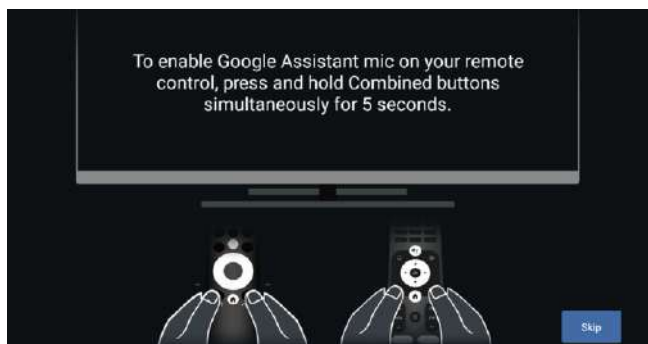 To enable Google Assistant mic on your remote
control, press and hold Combined buttons
simultaneously for 5 seconds.
Skip